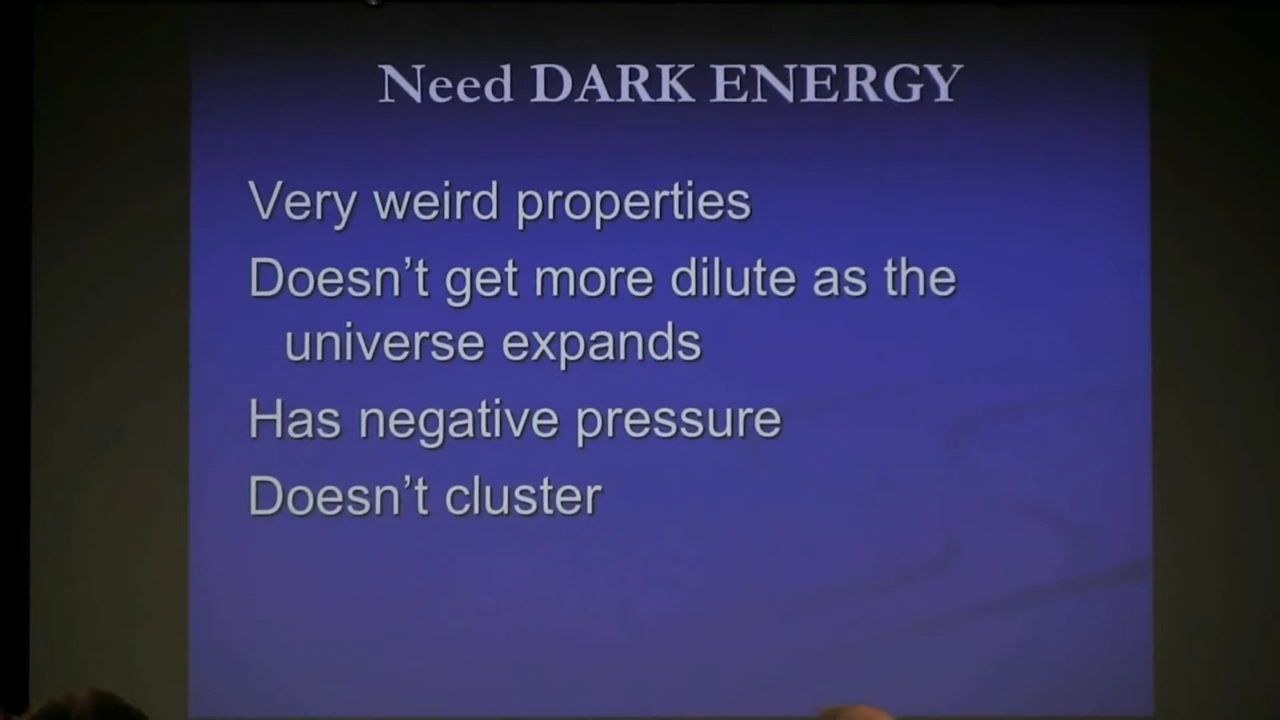 Need DARK ENERGY
Very weird properties
Doesn’t get more dilute as the
universe expands
Has negative pressure
Doesn’t cluster